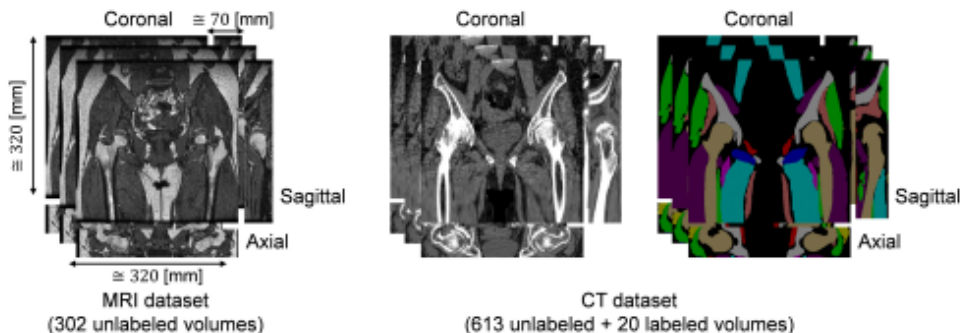 Coronal
≅ 70 [mm]
≅ 320 [mm]
Sagittal
Axial
≅ 320 [mm]
MRI dataset
(302 unlabeled volumes)
Coronal
Coronal
Sagittal
Axial
CT dataset
(613 unlabeled + 20 labeled volumes)